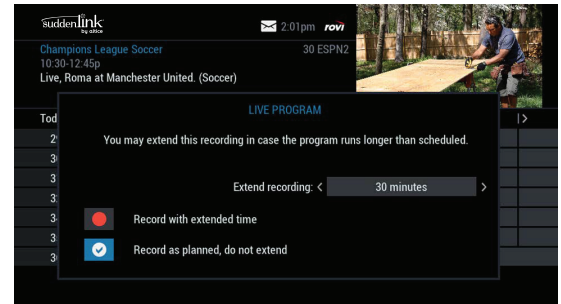 suddenlink
by altice
2:01pm rovi
Champions League Soccer 30 ESPN2
10:30-12:45p
Live, Roma at Manchester United. (Soccer)
LIVE PROGRAM
Tod
You may extend this recording in case the program runs longer than scheduled.
Extend recording: < 30 minutes >
Record with extended time
Record as planned, do not extend